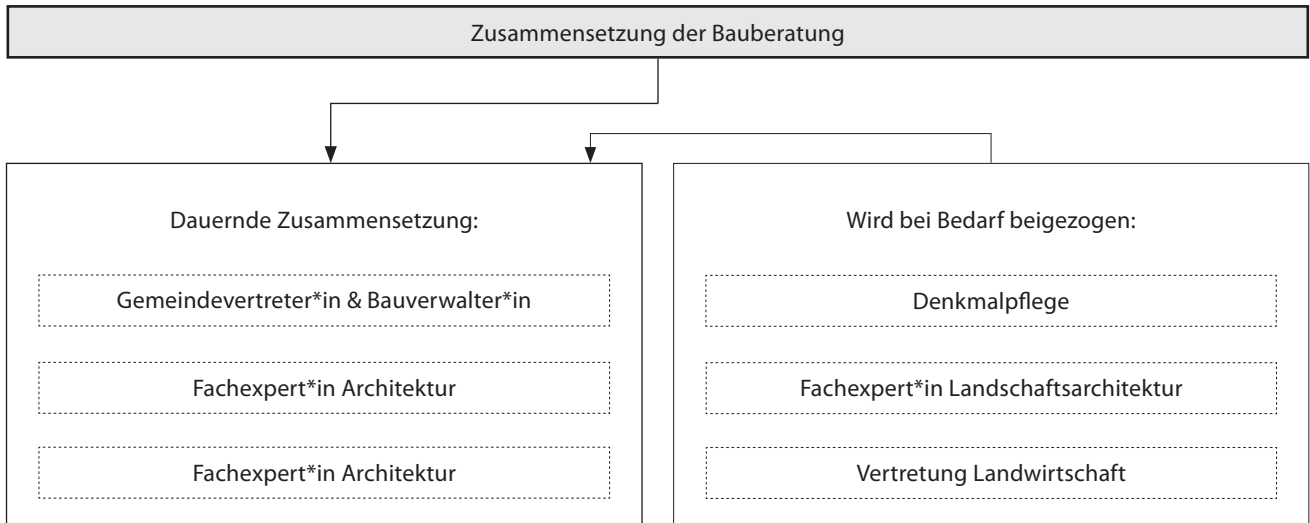 Zusammensetzung der Bauberatung
Dauernde Zusammensetzung:
Gemeindevertreter*in & Bauverwalter*in
Fachexpert*in Architektur
Fachexpert*in Architektur
Wird bei Bedarf beigezogen:
Denkmalpflege
Fachexpert*in Landschaftsarchitektur
Vertretung Landwirtschaft